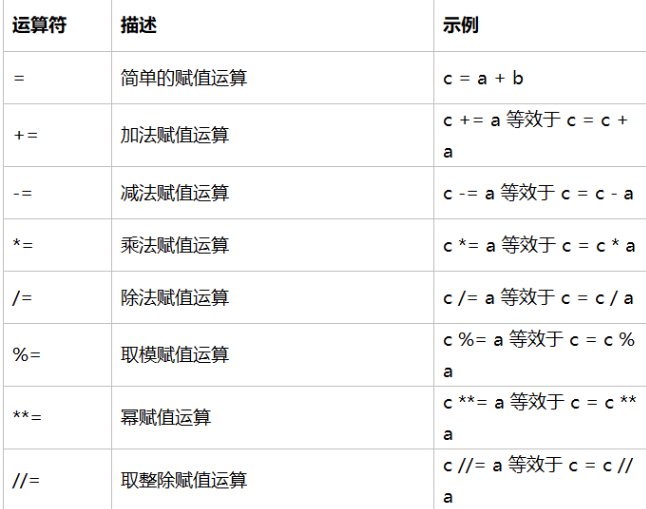 运算符 描述 示例
= 简单的赋值运算 c = a + b
+= 加法赋值运算 c += a 等效于 c = c +
a
-= 减法赋值运算 c -= a 等效于 c = c - a
*= 乘法赋值运算 c *= a 等效于 c = c * a
/= 除法赋值运算 c /= a 等效于 c = c / a
%= 取模赋值运算 c %= a 等效于 c = c %
a
**= 幂赋值运算 c **= a 等效于 c = c **
a
//= 取整除赋值运算 c //= a 等效于 c = c //
a